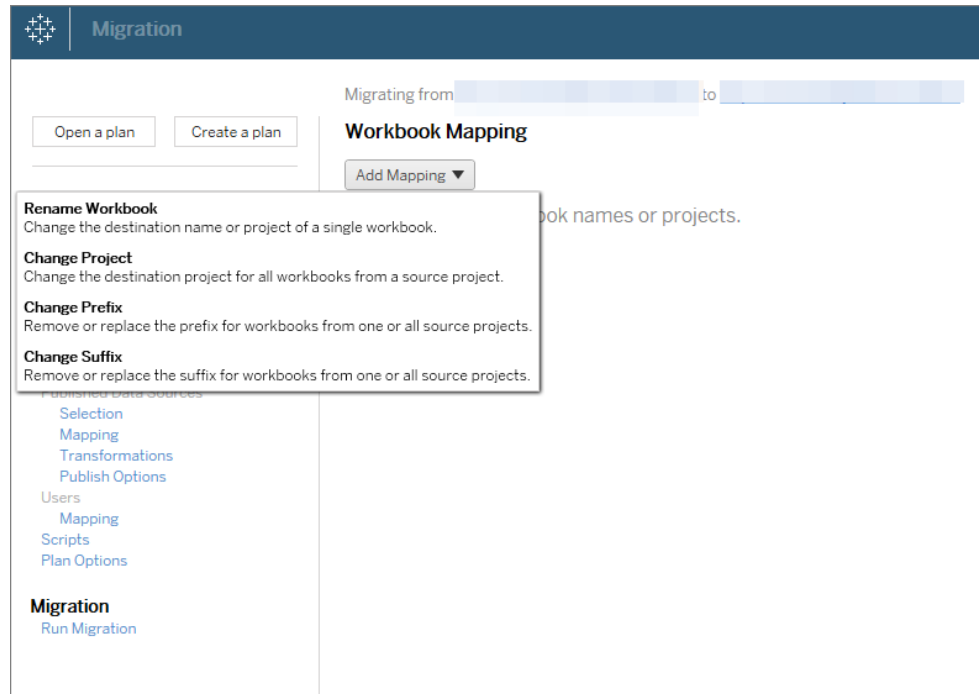 Migration
Migrating from to
Open a plan
Create a plan
Workbook Mapping
Add Mapping ▼
Rename Workbook
Change the destination name or project of a single workbook.
names or projects.
Change Project
Change the destination project for all workbooks from a source project.
Change Prefix
Remove or replace the prefix for workbooks from one or all source projects.
Change Suffix
Remove or replace the suffix for workbooks from one or all source projects.
Published Data Sources
Selection
Mapping
Transformations
Publish Options
Users
Mapping
Scripts
Plan Options
Migration
Run Migration